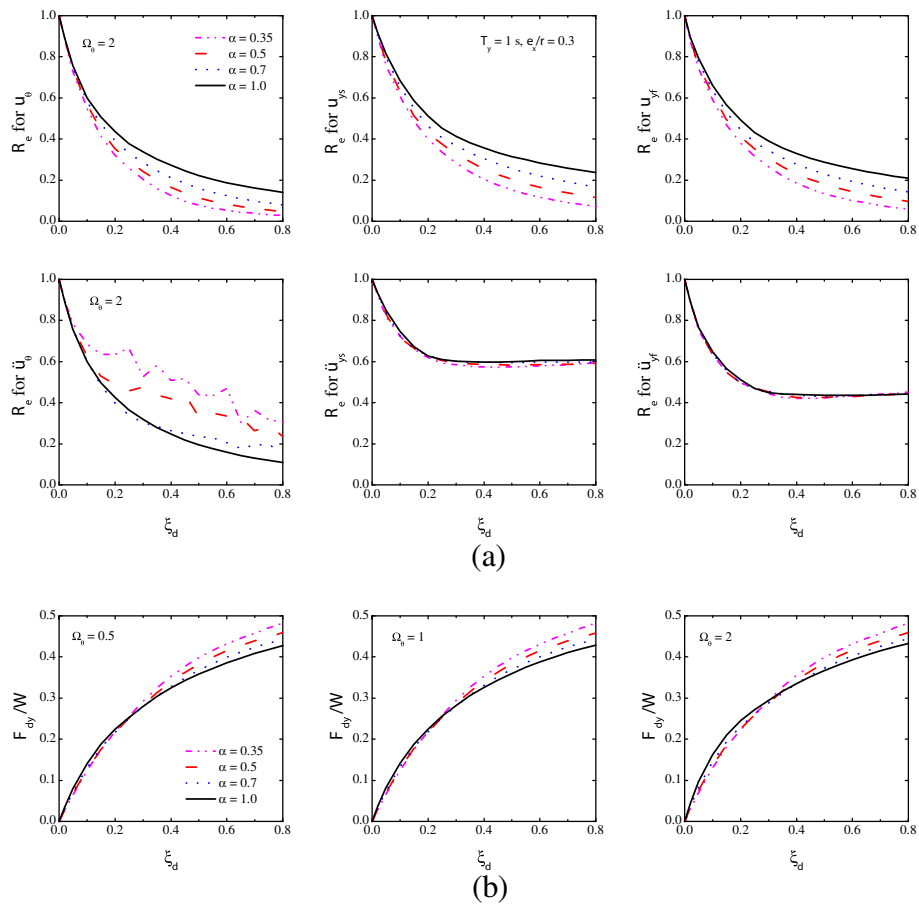 1.0 0.8 0.6 0.4 0.2 0.0
R_e for u_θ
Ω_θ = 2
α = 0.35
α = 0.5
α = 0.7
α = 1.0
0.0 0.2 0.4 0.6 0.8
1.0 0.8 0.6 0.4 0.2 0.0
R_e for u_ys
T_y = 1 s, e_x/r = 0.3
0.0 0.2 0.4 0.6 0.8
1.0 0.8 0.6 0.4 0.2 0.0
R_e for u_yf
0.0 0.2 0.4 0.6 0.8
1.0 0.8 0.6 0.4 0.2 0.0
R_e for ü_θ
Ω_θ = 2
0.0 0.2 0.4 0.6 0.8
ξ_d
1.0 0.8 0.6 0.4 0.2 0.0
R_e for ü_ys
0.0 0.2 0.4 0.6 0.8
ξ_d
1.0 0.8 0.6 0.4 0.2 0.0
R_e for ü_yf
0.0 0.2 0.4 0.6 0.8
ξ_d
(a)
0.5 0.4 0.3 0.2 0.1 0.0
F_dy/W
Ω_θ = 0.5
α = 0.35
α = 0.5
α = 0.7
α = 1.0
0.0 0.2 0.4 0.6 0.8
ξ_d
0.5 0.4 0.3 0.2 0.1 0.0
F_dy/W
Ω_θ = 1
0.0 0.2 0.4 0.6 0.8
ξ_d
0.5 0.4 0.3 0.2 0.1 0.0
F_dy/W
Ω_θ = 2
0.0 0.2 0.4 0.6 0.8
ξ_d
(b)